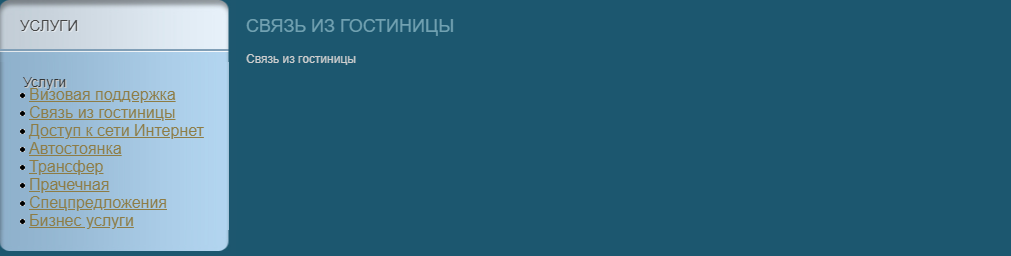 УСЛУГИ
Услуги
Визовая поддержка
Связь из гостиницы
Доступ к сети Интернет
Автостоянка
Трансфер
Прачечная
Спецпредложения
Бизнес услуги
СВЯЗЬ ИЗ ГОСТИНИЦЫ
Связь из гостиницы